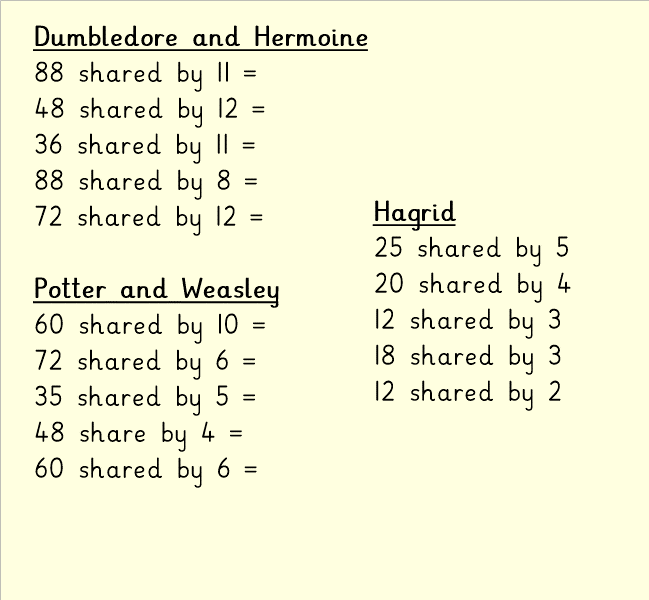 Dumbledore and Hermoine
88 shared by 11 =
48 shared by 12 =
36 shared by 11 =
88 shared by 8 =
72 shared by 12 =
Potter and Weasley
60 shared by 10 =
72 shared by 6 =
35 shared by 5 =
48 share by 4 =
60 shared by 6 =
Hagrid
25 shared by 5
20 shared by 4
12 shared by 3
18 shared by 3
12 shared by 2